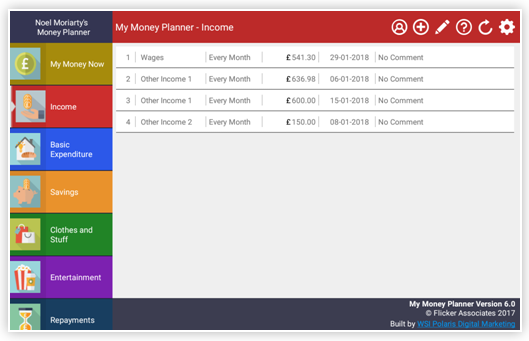 Noel Moriarty's
Money Planner
My Money Planner - Income
My Money Now
Income
Basic
Expenditure
Savings
Clothes and
Stuff
Entertainment
Repayments
1 Wages Every Month £541.30 29-01-2018 No Comment
2 Other Income 1 Every Month £636.98 06-01-2018 No Comment
3 Other Income 1 Every Month £600.00 15-01-2018 No Comment
4 Other Income 2 Every Month £150.00 08-01-2018 No Comment
My Money Planner Version 6.0
© Flicker Associates 2017
Built by WSI Polaris Digital Marketing